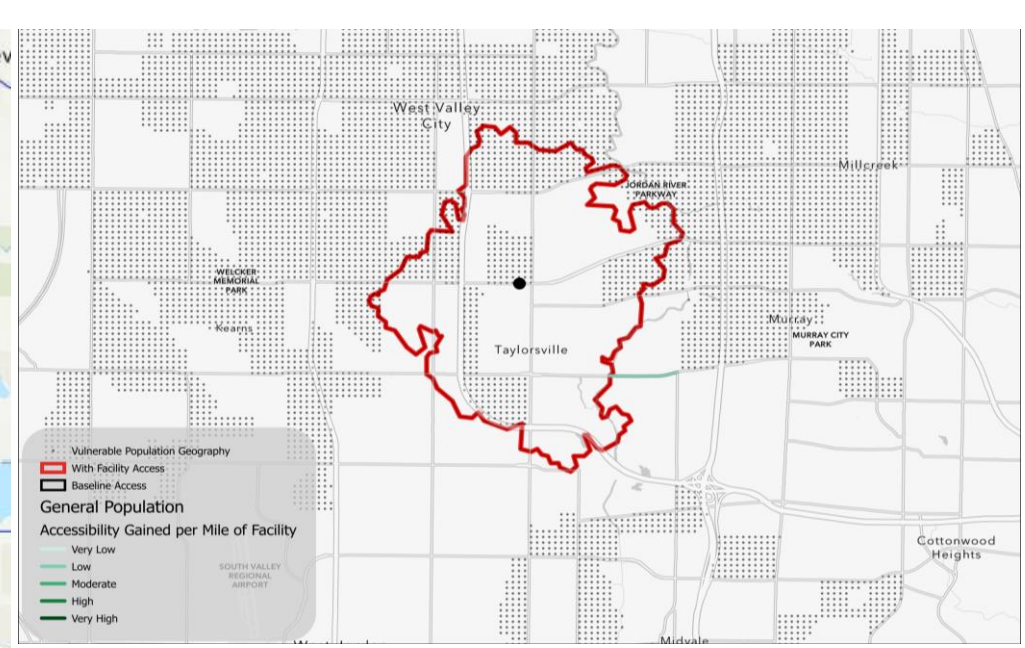 West Valley
City
Millcreek
JORDAN RIVER
PARKWAY
WELCKER
MEMORIAL
PARK
Kearns
Murray
MURRAY CITY
PARK
Taylorsville
Vulnerable Population Geography
With Facility Access
Baseline Access
General Population
Accessibility Gained per Mile of Facility
Very Low
Low
Moderate
High
Very High
SOUTH VALLEY
REGIONAL
AIRPORT
Cottonwood
Heights
Midvale